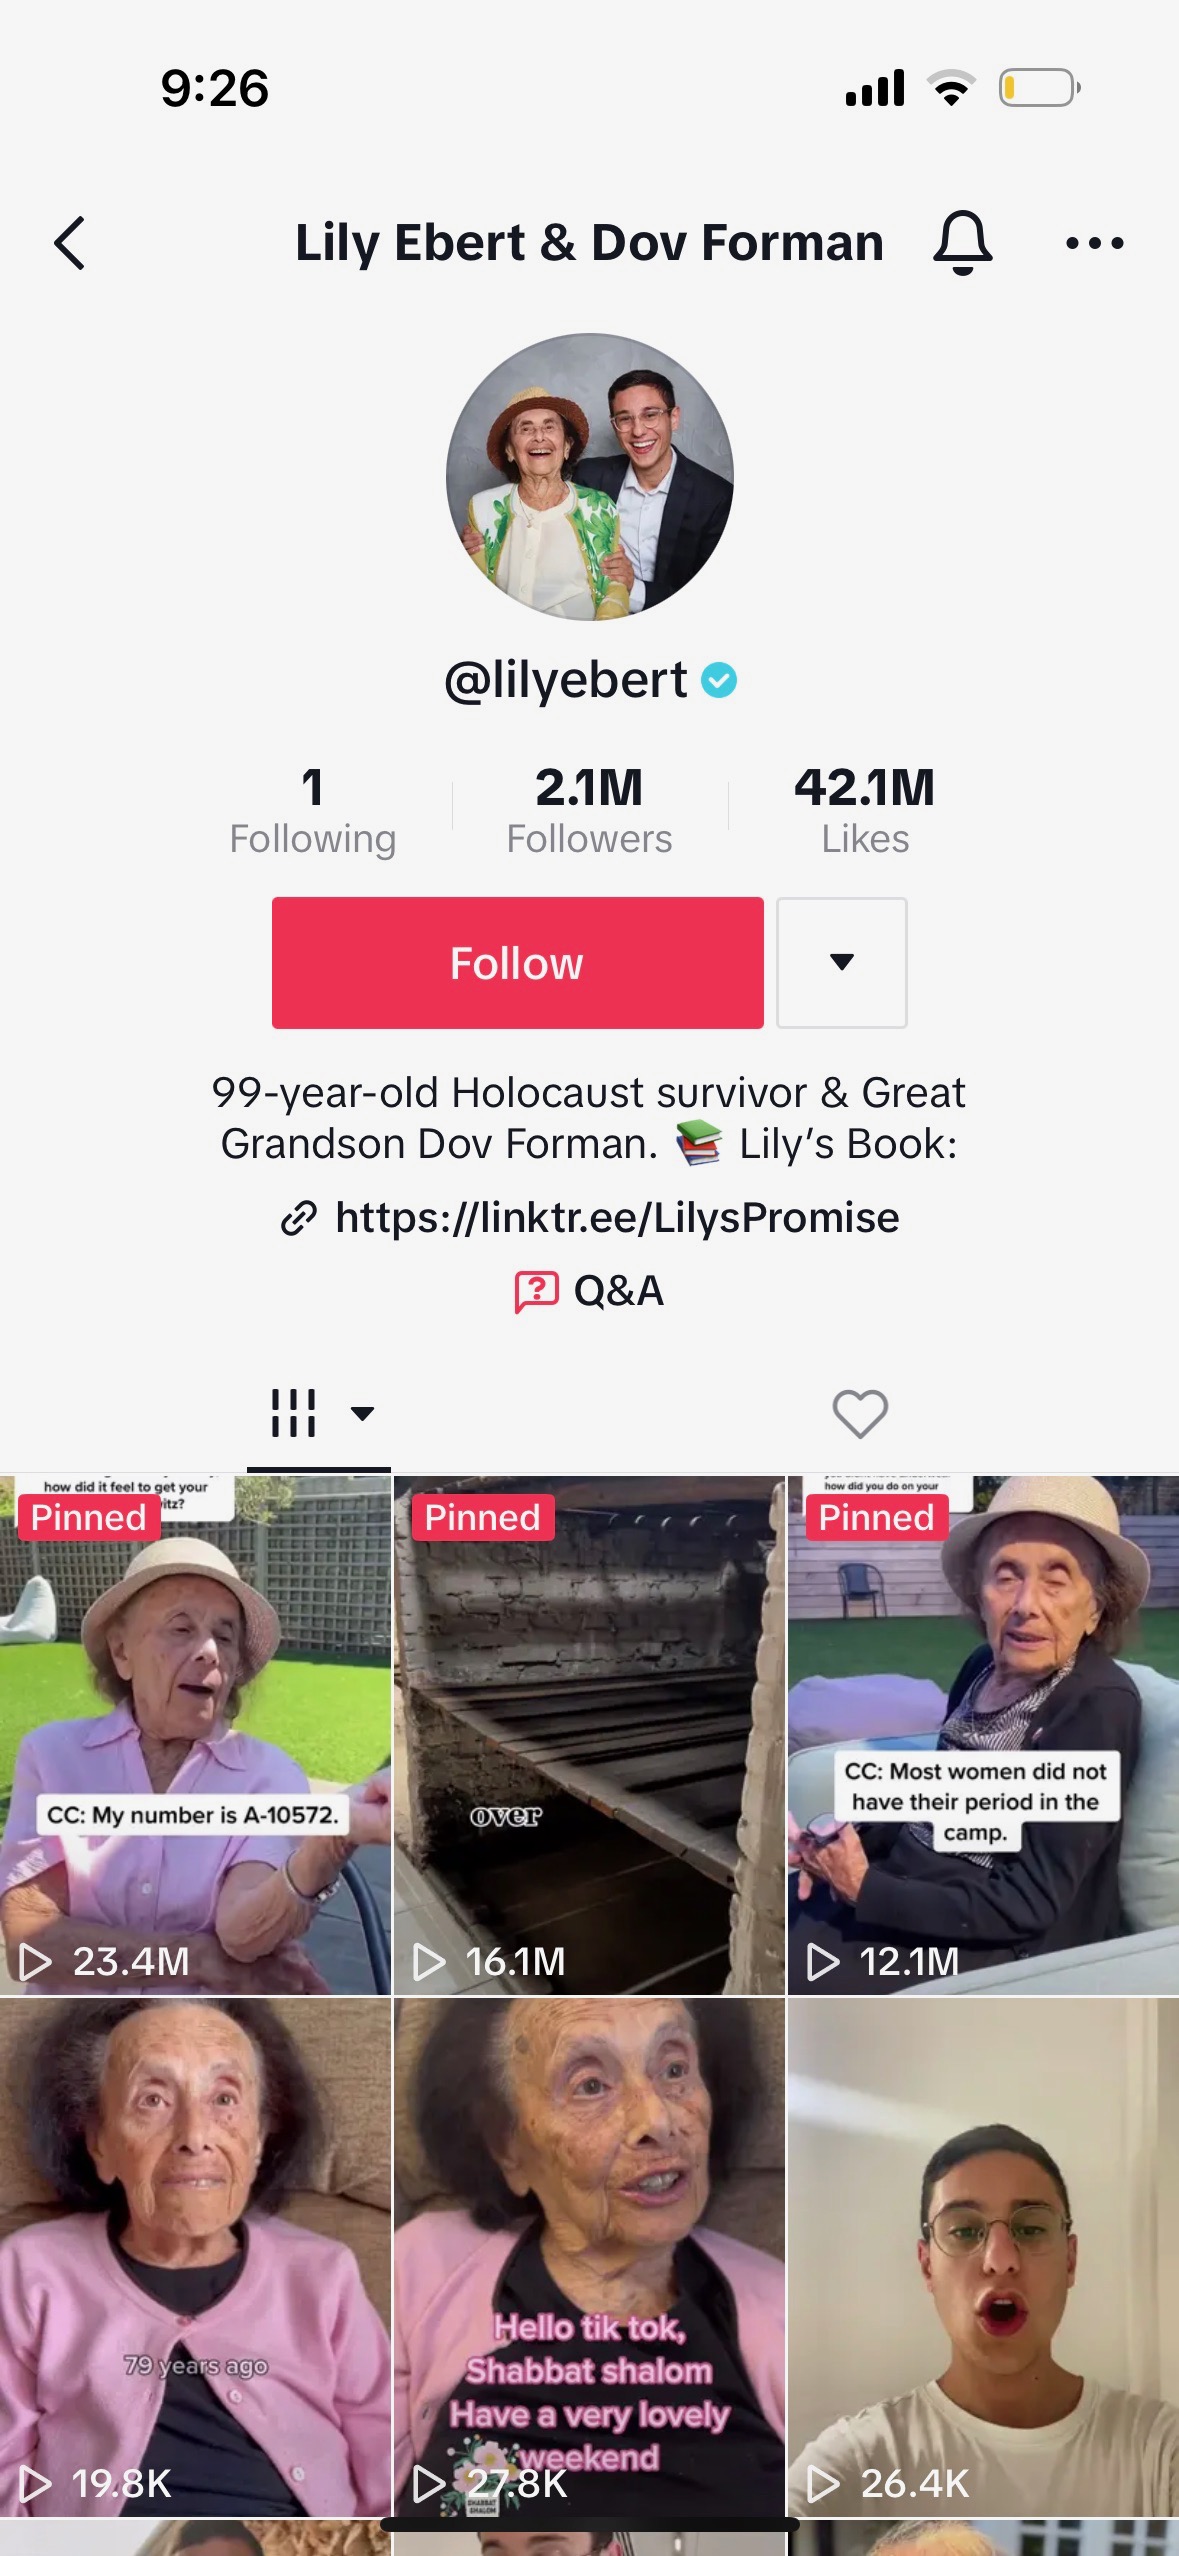 9:26
Lily Ebert & Dov Forman
@lilyebert
1
Following
2.1M
Followers
42.1M
Likes
Follow
99-year-old Holocaust survivor & Great
Grandson Dov Forman. 📚 Lily’s Book:
https://linktr.ee/LilysPromise
Q&A
how did it feel to get your
itz?
Pinned
CC: My number is A-10572.
23.4M
Pinned
over
16.1M
how did you do on your
Pinned
CC: Most women did not
have their period in the
camp.
12.1M
79 years ago
19.8K
Hello tik tok,
Shabbat shalom
Have a very lovely
weekend
SHABBAT
SHALOM
27.8K
26.4K